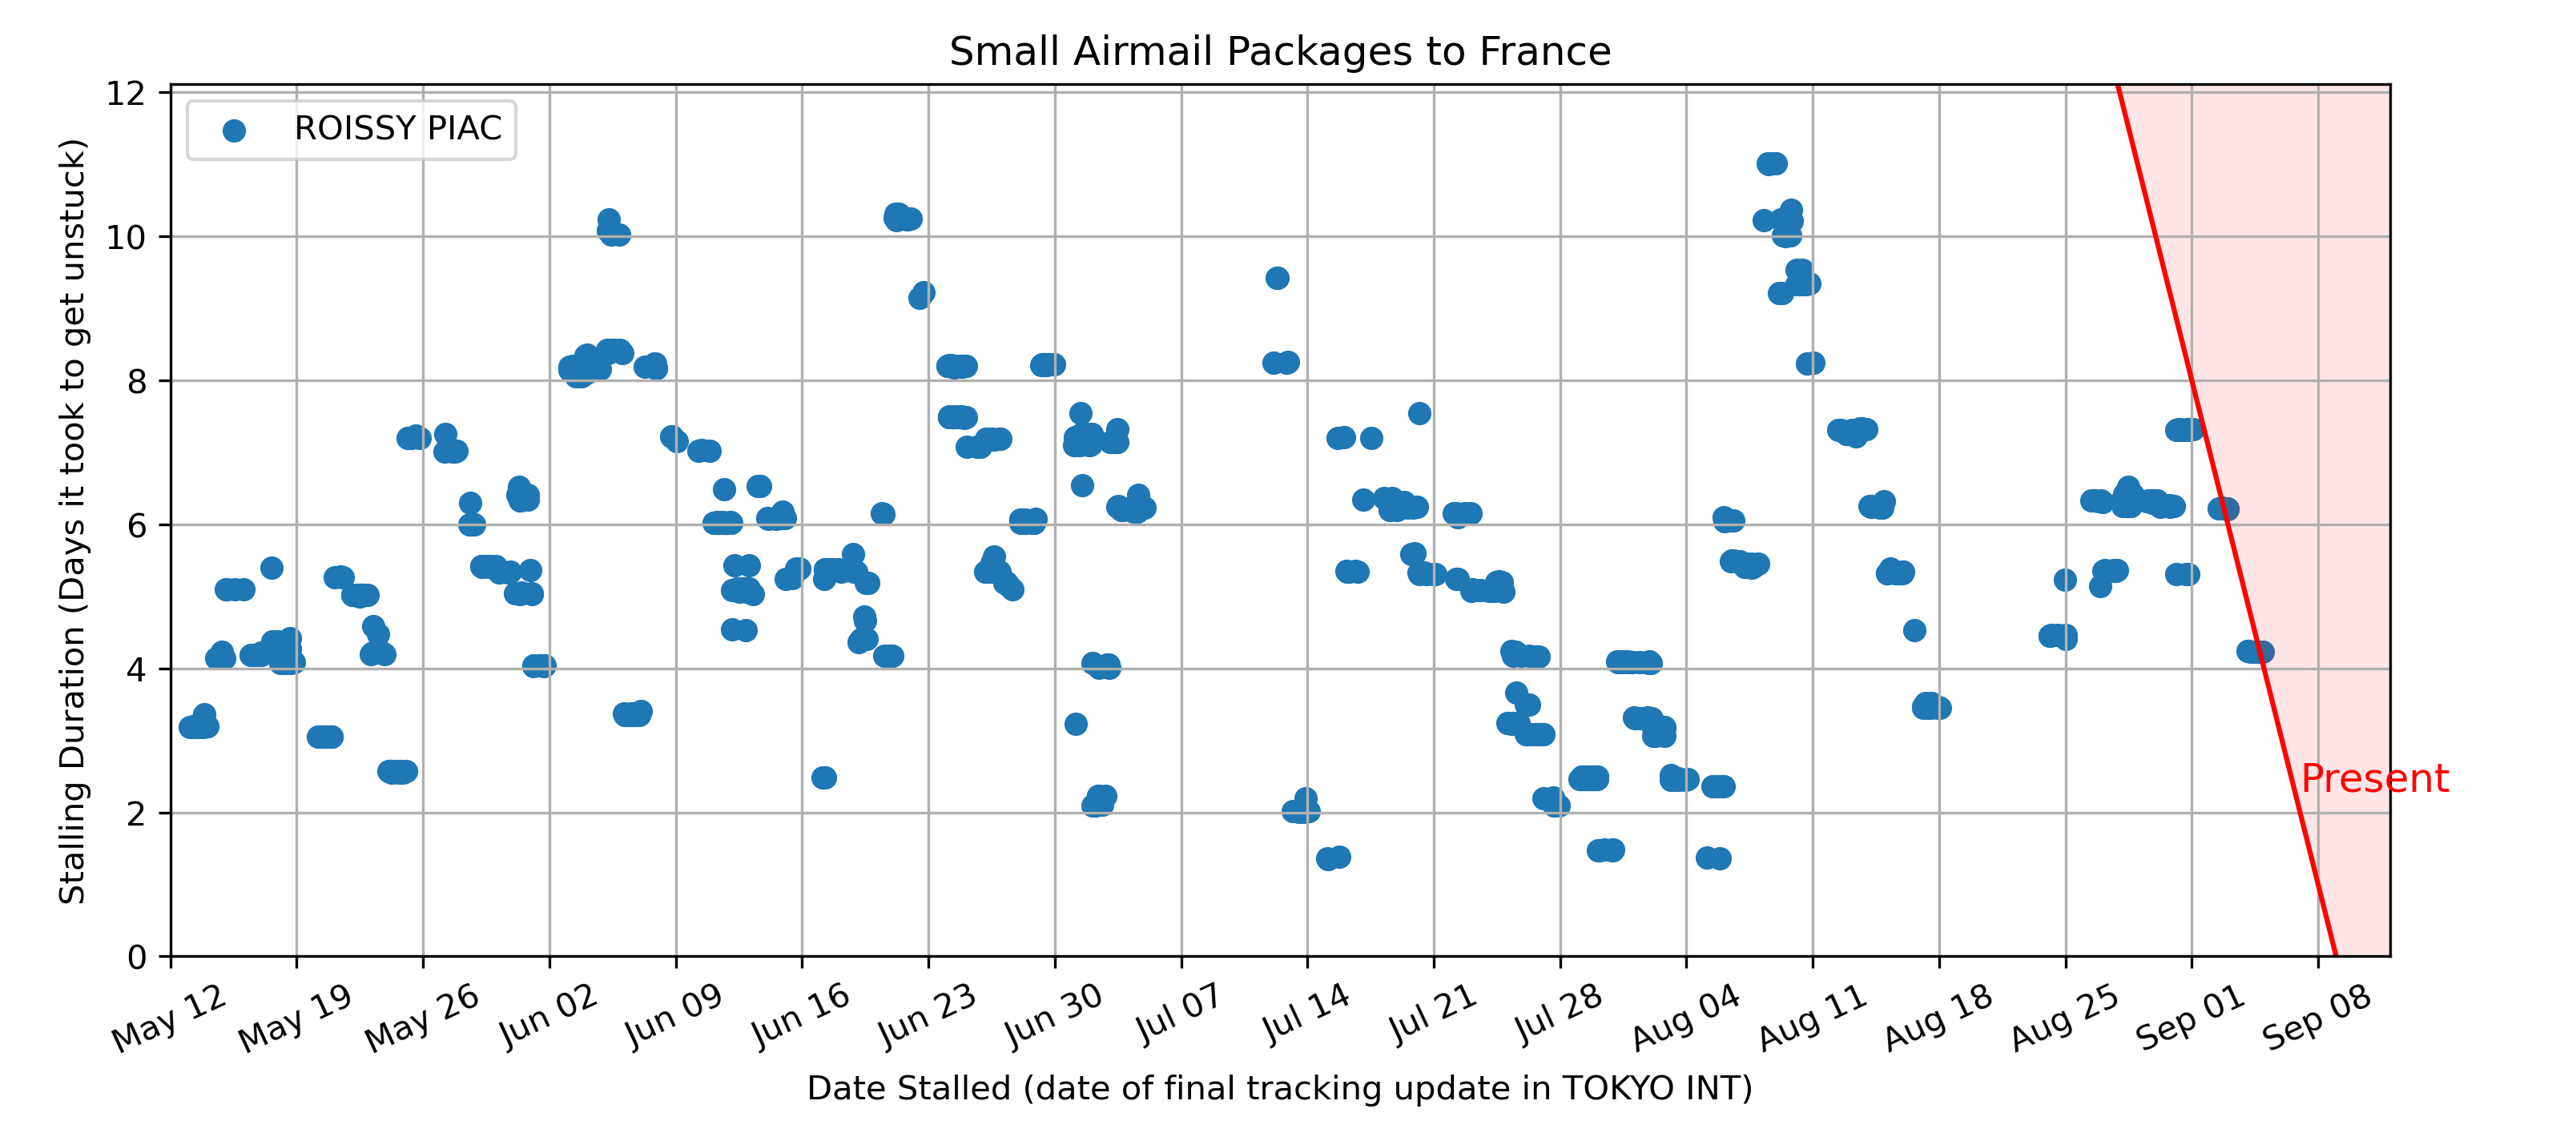 Small Airmail Packages to France
12
10
8
6
4
2
0
Stalling Duration (Days it took to get unstuck)
ROISSY PIAC
Present
May 12
May 19
May 26
Jun 02
Jun 09
Jun 16
Jun 23
Jun 30
Jul 07
Jul 14
Jul 21
Jul 28
Aug 04
Aug 11
Aug 18
Aug 25
Sep 01
Sep 08
Date Stalled (date of final tracking update in TOKYO INT)